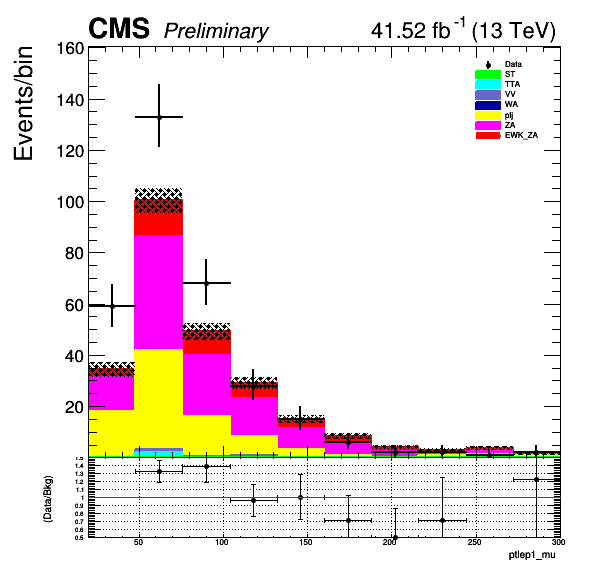 CMS Preliminary 41.52 fb⁻¹ (13 TeV)
Events/bin
160
140
120
100
80
60
40
20
Data
ST
TTA
VV
WA
plj
ZA
EWK_ZA
(Data/Bkg)
1.5
1.4
1.3
1.2
1.1
1
0.9
0.8
0.7
0.6
0.5
50 100 150 200 250 300
ptlep1_mu